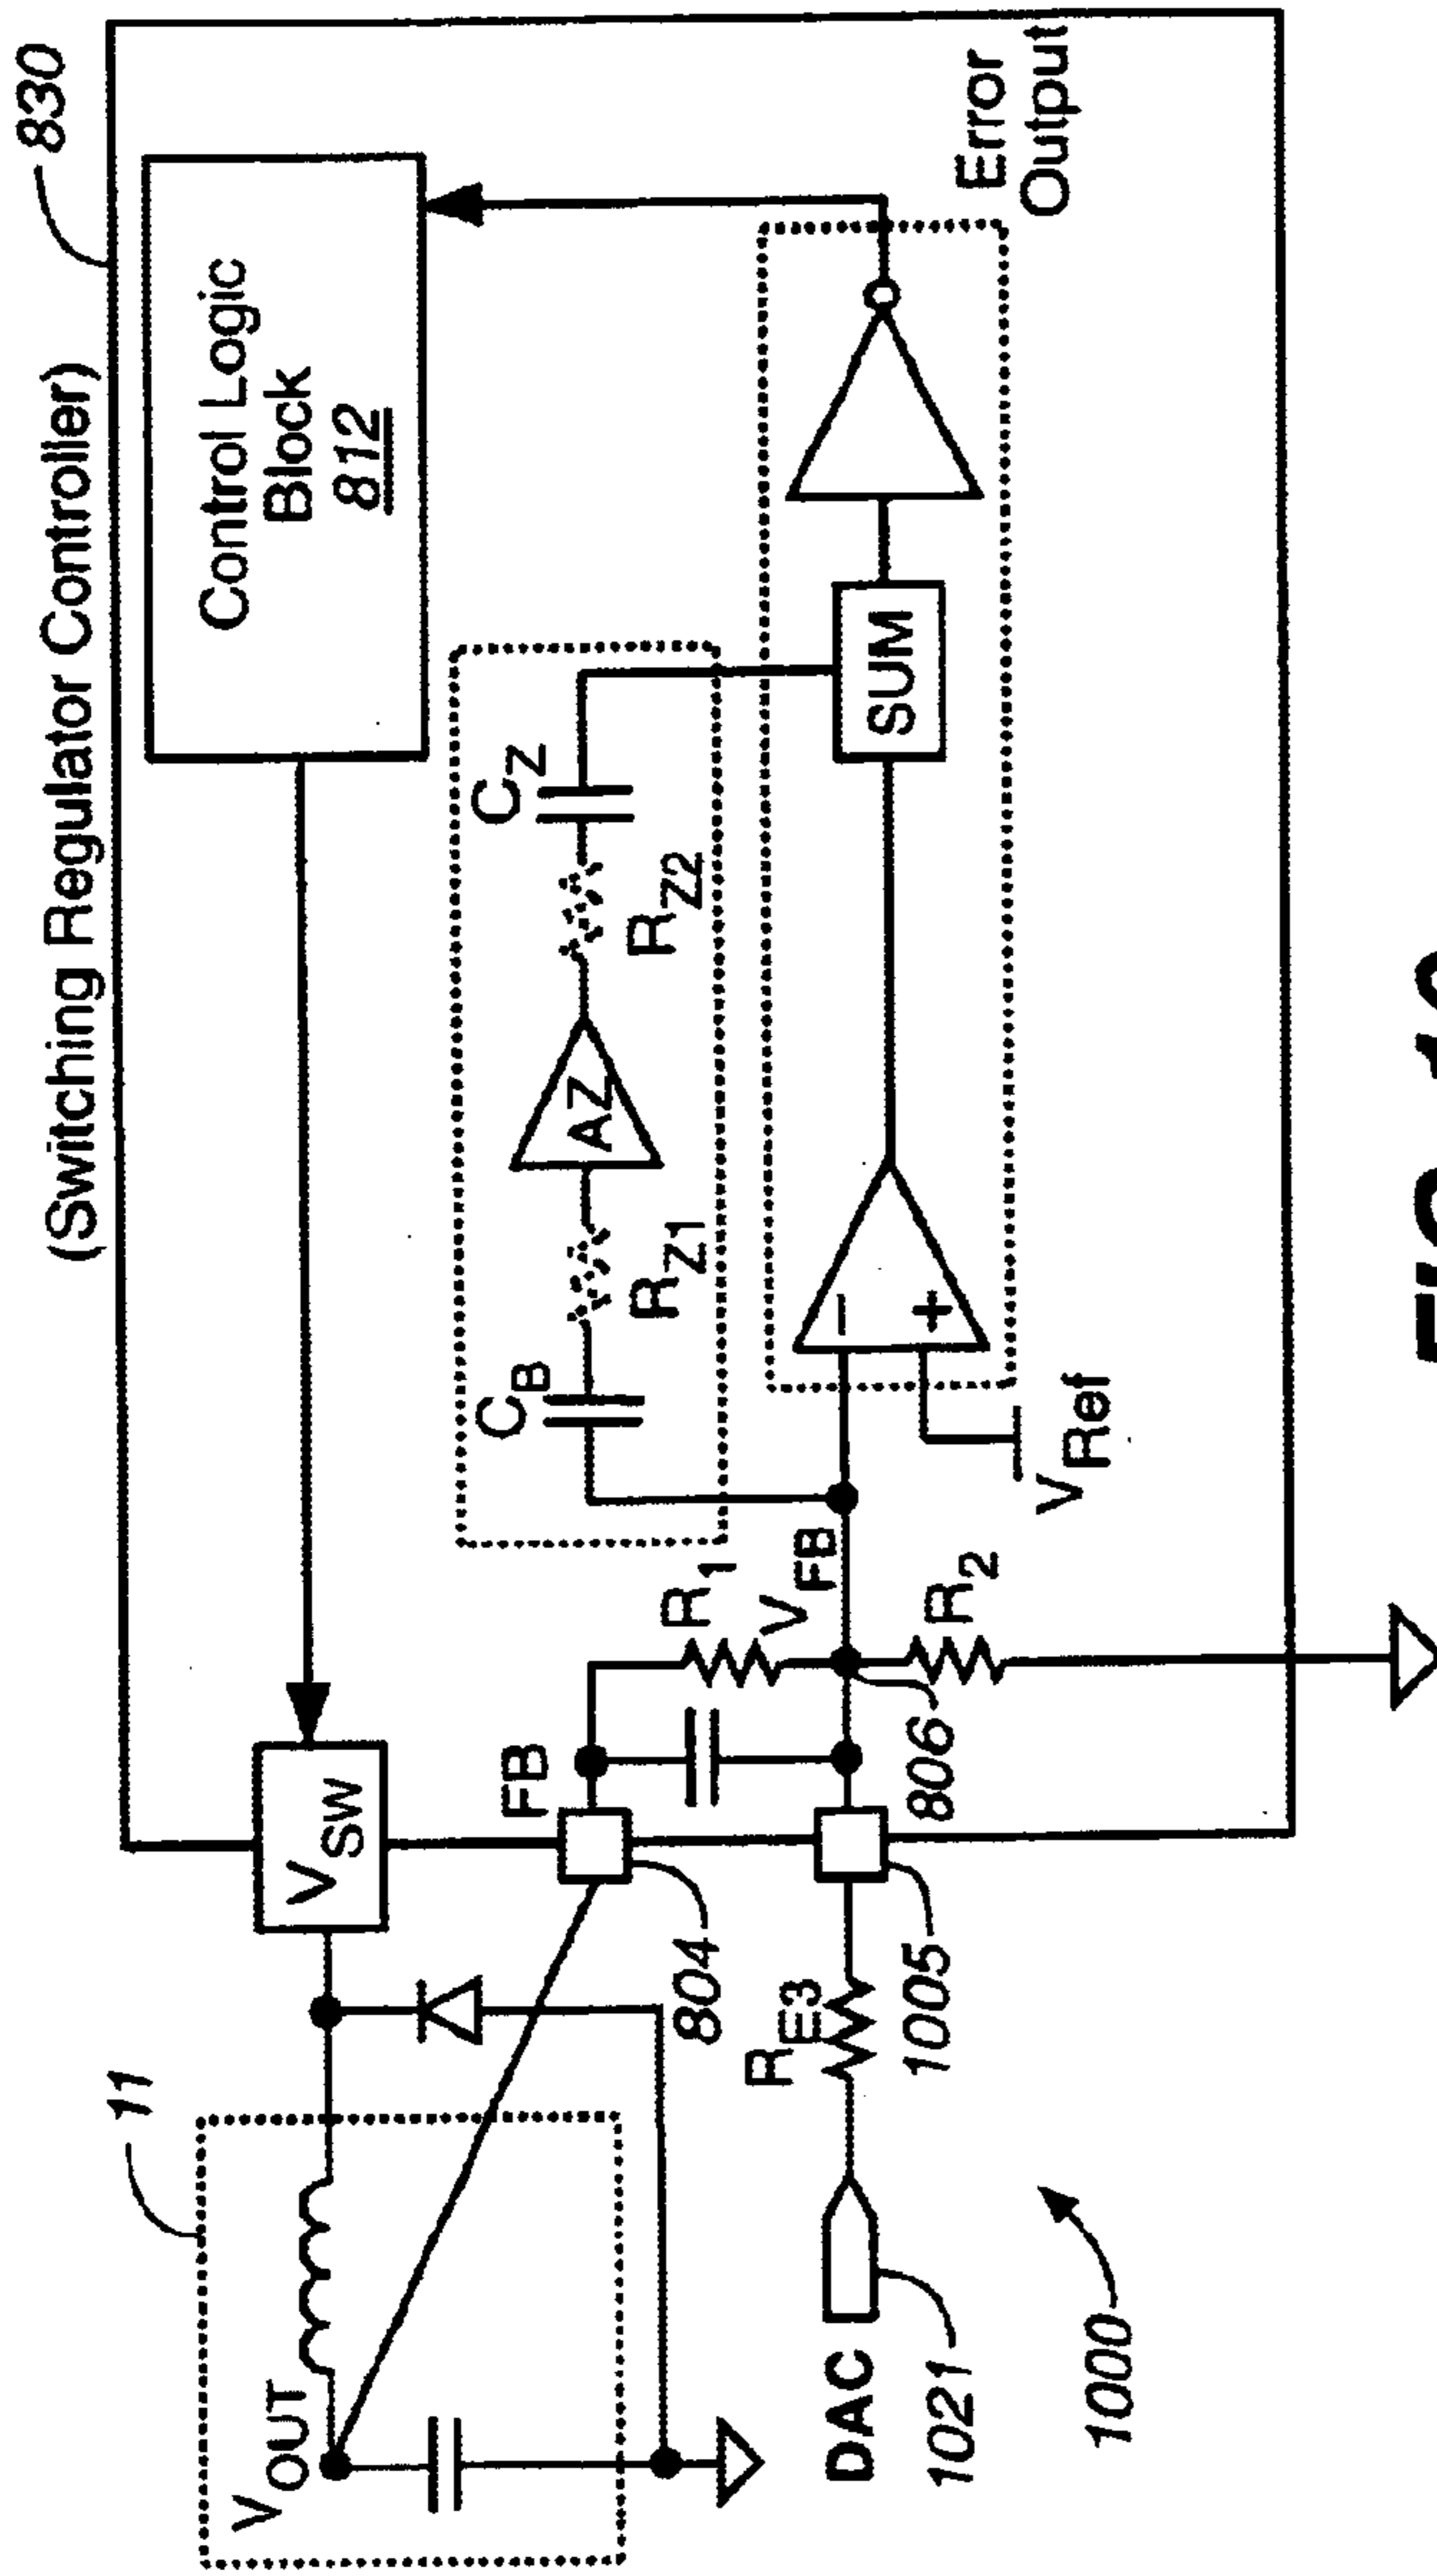 830
(Switching Regulator Controller)
Control Logic
Block
812
11
V_OUT
V_SW
FB
804
C_B
R_Z1
AZ
R_Z2
C_Z
R_1
V_FB
R_2
806
SUM
Error
Output
−
+
V_Ref
DAC
1021
R_E3
1005
1000